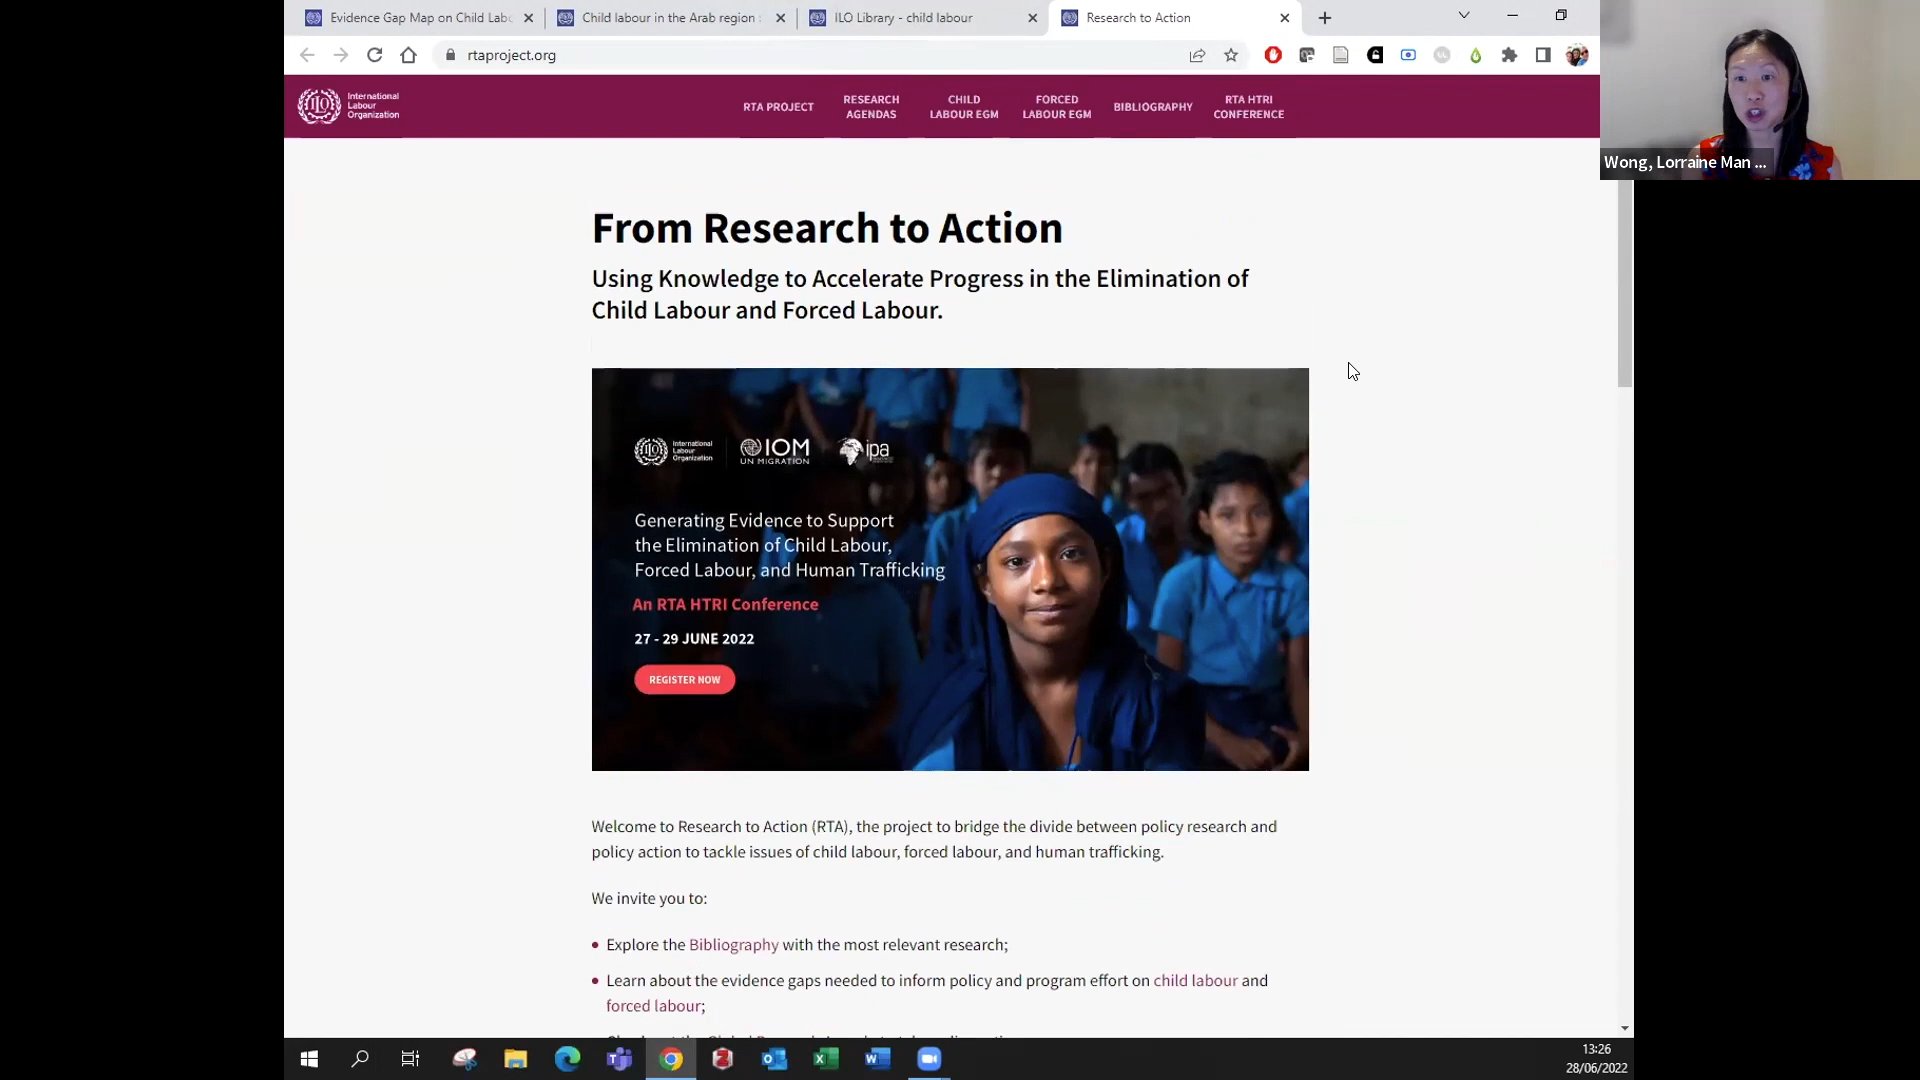 Evidence Gap Map on Child Labo
Child labour in the Arab region :
ILO Library - child labour
Research to Action
rtaproject.org
Wong, Lorraine Man ...
International
Labour
Organization
RTA PROJECT
RESEARCH
AGENDAS
CHILD
LABOUR EGM
FORCED
LABOUR EGM
BIBLIOGRAPHY
RTA HTRI
CONFERENCE
From Research to Action
Using Knowledge to Accelerate Progress in the Elimination of
Child Labour and Forced Labour.
International
Labour
Organization
IOM
UN MIGRATION
ipa
Generating Evidence to Support
the Elimination of Child Labour,
Forced Labour, and Human Trafficking
An RTA HTRI Conference
27 - 29 JUNE 2022
REGISTER NOW
Welcome to Research to Action (RTA), the project to bridge the divide between policy research and
policy action to tackle issues of child labour, forced labour, and human trafficking.
We invite you to:
• Explore the Bibliography with the most relevant research;
• Learn about the evidence gaps needed to inform policy and program effort on child labour and
forced labour;
13:26
28/06/2022